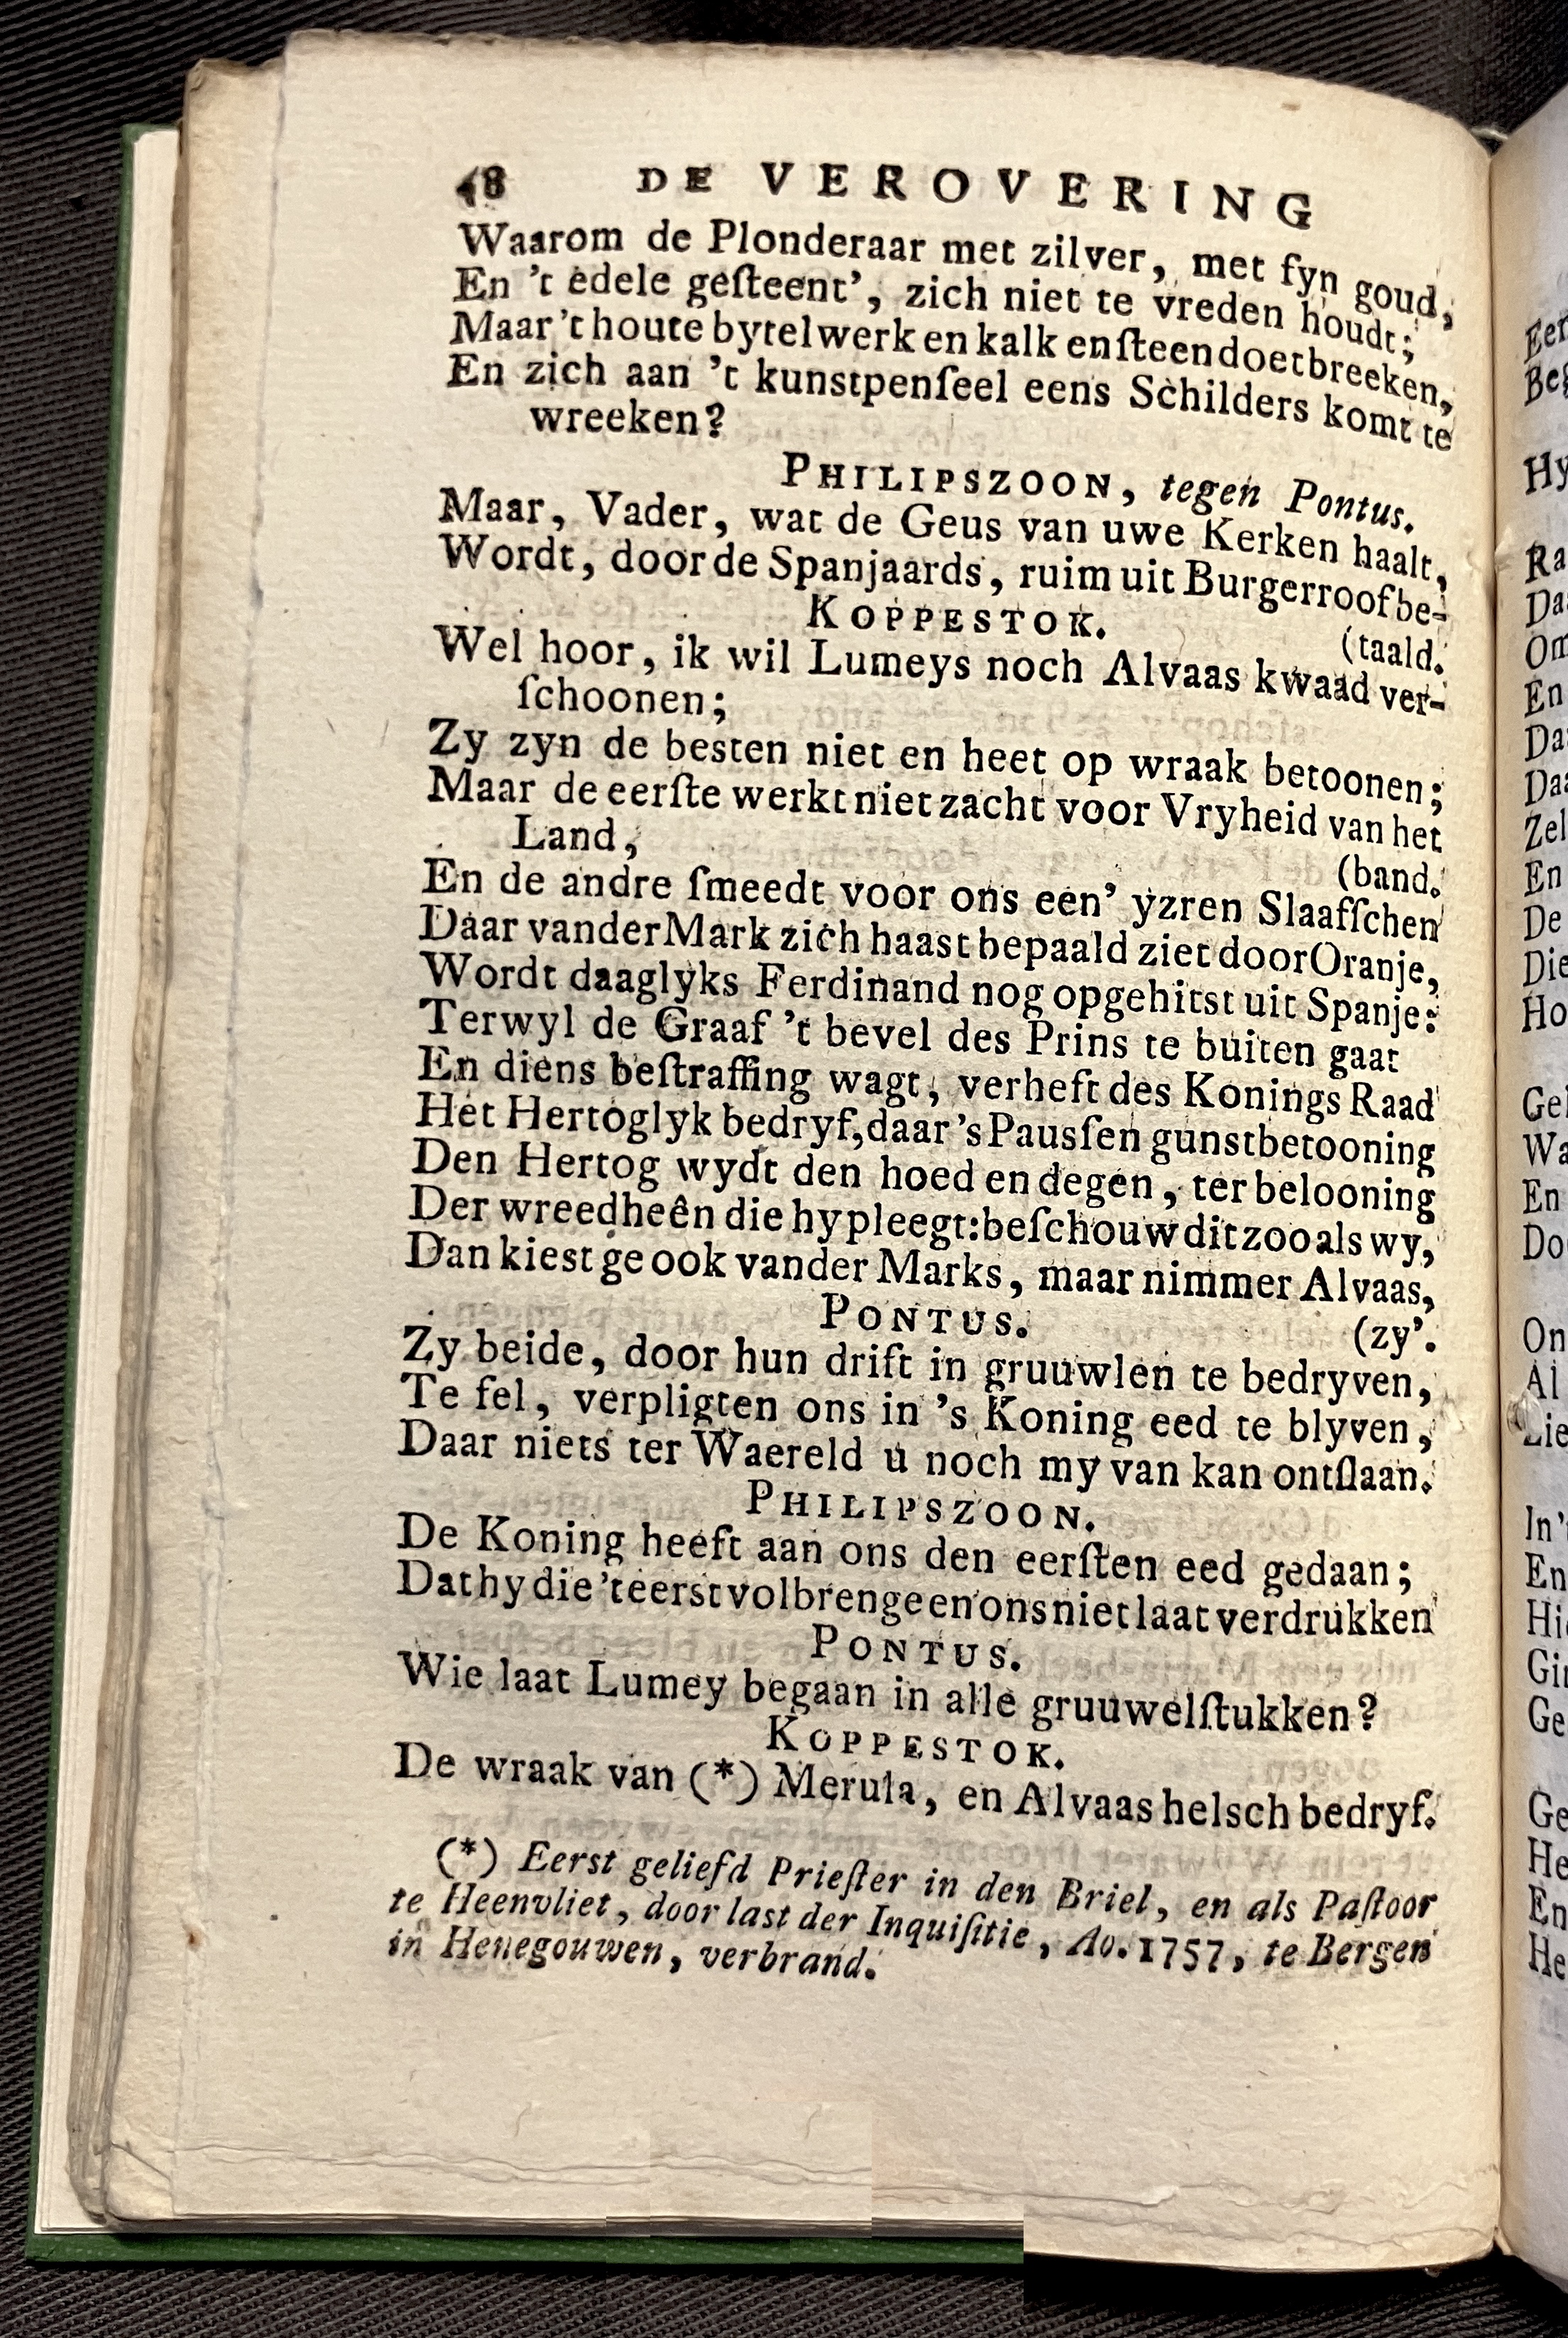 48 DE VEROVERING
Waarom de Plonderaar met zilver, met fyn goud,
En 't edele geſteent', zich niet te vreden houdt;
Maar 't houte bytelwerk en kalk en ſteen doet breeken,
En zich aan 't kunstpenſeel eens Schilders komt te
wreeken?
PHILIPSZOON, tegen Pontus.
Maar, Vader, wat de Geus van uwe Kerken haalt,
Wordt, door de Spanjaards, ruim uit Burgerroof be-
KOPPESTOK. (taald.
Wel hoor, ik wil Lumeys noch Alvaas kwaad ver-
ſchoonen;
Zy zyn de besten niet en heet op wraak betoonen;
Maar de eerſte werkt niet zacht voor Vryheid van het
Land,
(band.
En de andre ſmeedt voor ons een' yzren Slaafſchen
Daar vander Mark zich haast bepaald ziet door Oranje,
Wordt daaglyks Ferdinand nog opgehitst uit Spanje:
Terwyl de Graaf 't bevel des Prins te buiten gaat
En diens beſtraffing wagt, verheft des Konings Raad
Het Hertoglyk bedryf, daar 's Pausſen gunstbetooning
Den Hertog wydt den hoed en degen, ter belooning
Der wreedheên die hy pleegt: beſchouw dit zoo als wy,
Dan kiest ge ook vander Marks, maar nimmer Alvaas,
PONTUS. (zy'.
Zy beide, door hun drift in gruuwlen te bedryven,
Te fel, verpligten ons in 's Koning eed te blyven,
Daar niets ter Waereld u noch my van kan ontſlaan.
PHILIPSZOON.
De Koning heeft aan ons den eerſten eed gedaan;
Dat hy die 't eerst volbrenge en ons niet laat verdrukken
PONTUS.
Wie laat Lumey begaan in alle gruuwelſtukken?
KOPPESTOK.
De wraak van (*) Merula, en Alvaas helsch bedryf.
(*) Eerst geliefd Prieſter in den Briel, en als Paſtoor
te Heenvliet, door last der Inquiſitie, Ao. 1757, te Bergen
in Henegouwen, verbrand.